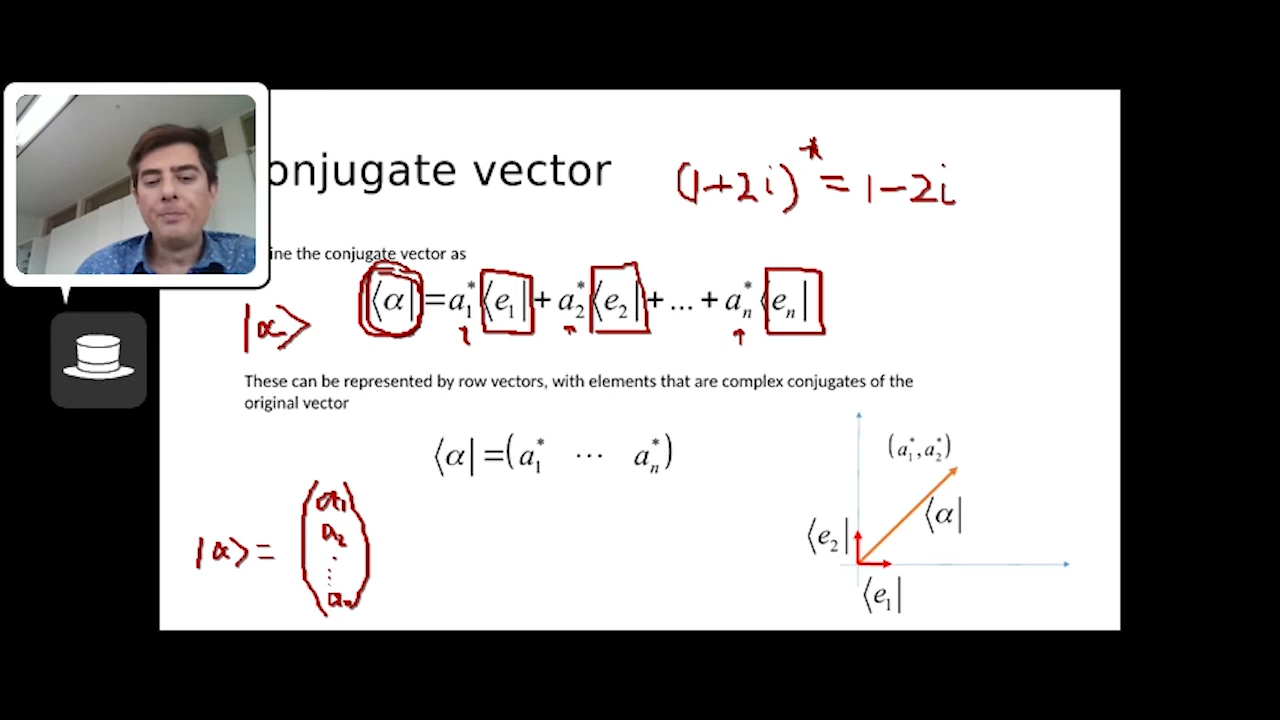 onjugate vector
(1+2i)* = 1-2i
ine the conjugate vector as
⟨α| = a₁*⟨e₁| + a₂*⟨e₂| + ... + aₙ*⟨eₙ|
|α⟩
These can be represented by row vectors, with elements that are complex conjugates of the
original vector
⟨α| = (a₁* ⋯ aₙ*)
(a₁*, a₂*)
|α⟩ =
a₁
a₂
⋮
aₙ
⟨α|
⟨e₂|
⟨e₁|